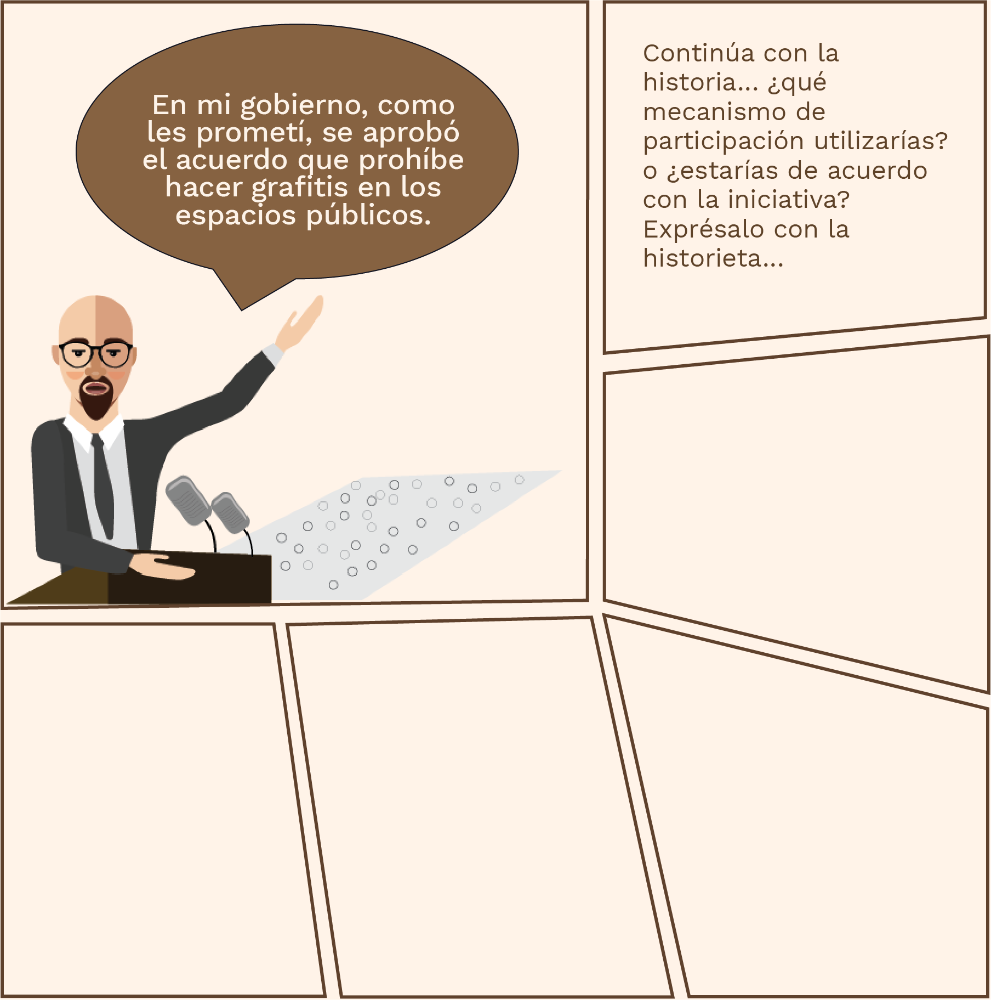 En mi gobierno, como
les prometí, se aprobó
el acuerdo que prohíbe
hacer grafitis en los
espacios públicos.
Continúa con la
historia... ¿qué
mecanismo de
participación utilizarías?
o ¿estarías de acuerdo
con la iniciativa?
Exprésalo con la
historieta...